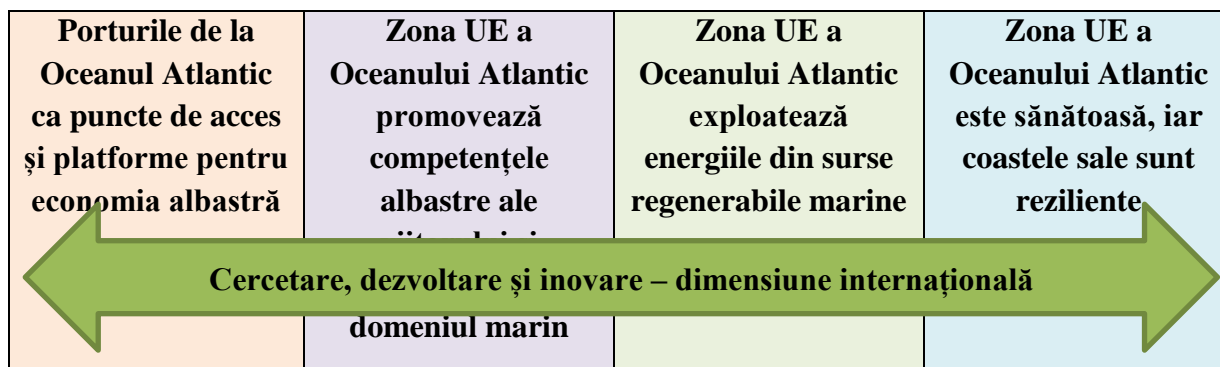 Porturile de la
Oceanul Atlantic
ca puncte de acces
și platforme pentru
economia albastră
Zona UE a
Oceanului Atlantic
promovează
competențele
albastre ale
domeniul marin
Zona UE a
Oceanului Atlantic
exploatează
energiile din surse
regenerabile marine
Zona UE a
Oceanului Atlantic
este sănătoasă, iar
coastele sale sunt
reziliente
Cercetare, dezvoltare și inovare – dimensiune internațională